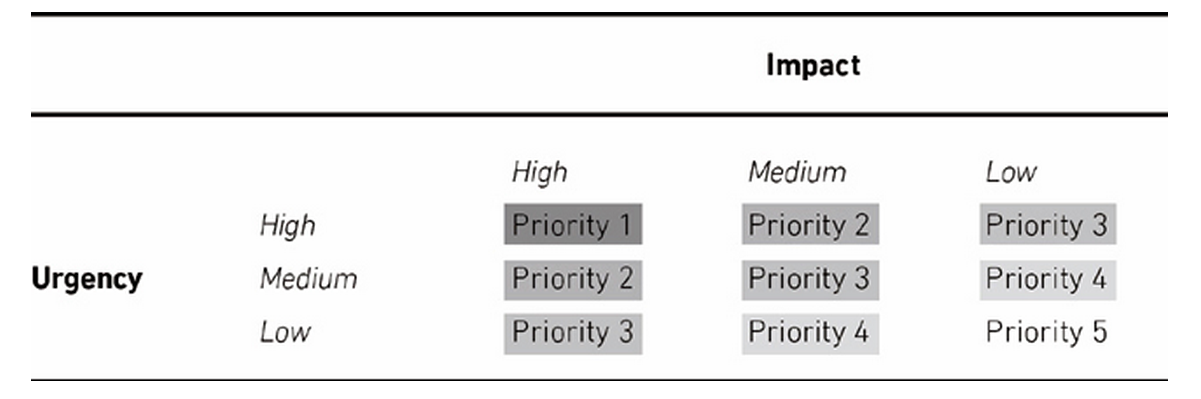 Impact
High Medium Low
High Priority 1 Priority 2 Priority 3
Urgency Medium Priority 2 Priority 3 Priority 4
Low Priority 3 Priority 4 Priority 5